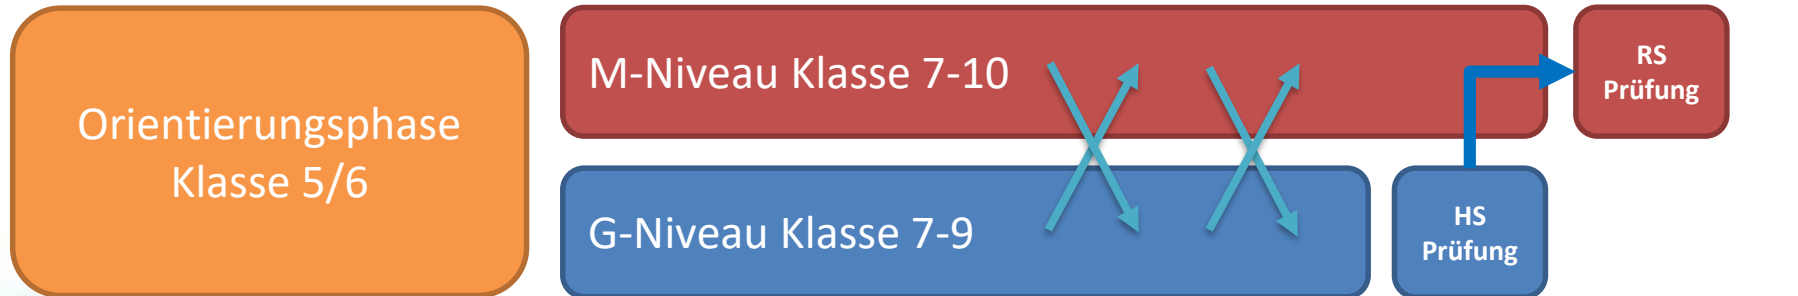 Orientierungsphase
Klasse 5/6
M-Niveau Klasse 7-10
RS
Prüfung
G-Niveau Klasse 7-9
HS
Prüfung